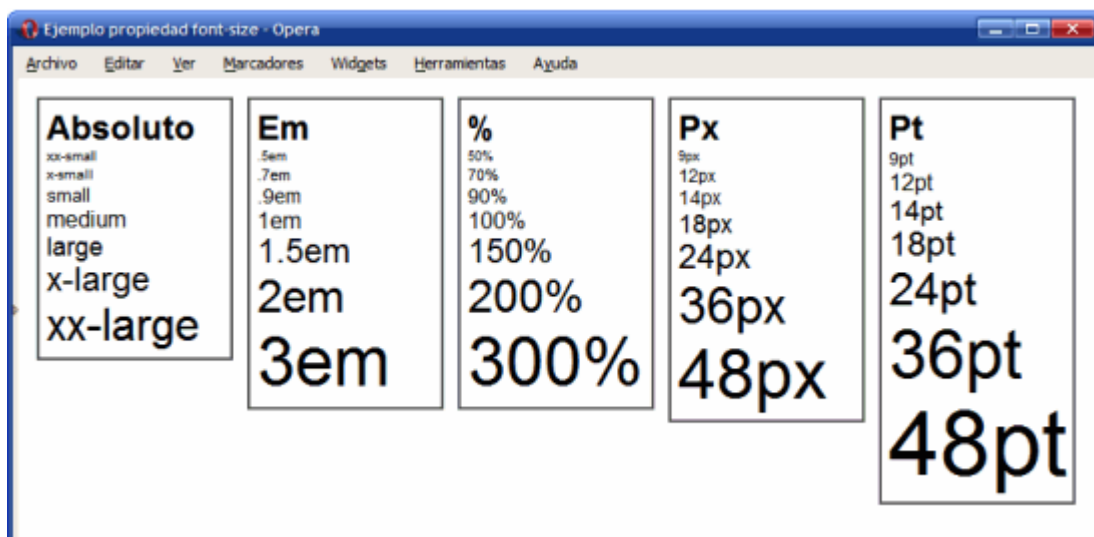 Ejemplo propiedad font-size - Opera
Archivo Editar Ver Marcadores Widgets Herramientas Ayuda
Absoluto
xx-small
x-small
small
medium
large
x-large
xx-large
Em
.5em
.7em
.9em
1em
1.5em
2em
3em
%
50%
70%
90%
100%
150%
200%
300%
Px
9px
12px
14px
18px
24px
36px
48px
Pt
9pt
12pt
14pt
18pt
24pt
36pt
48pt